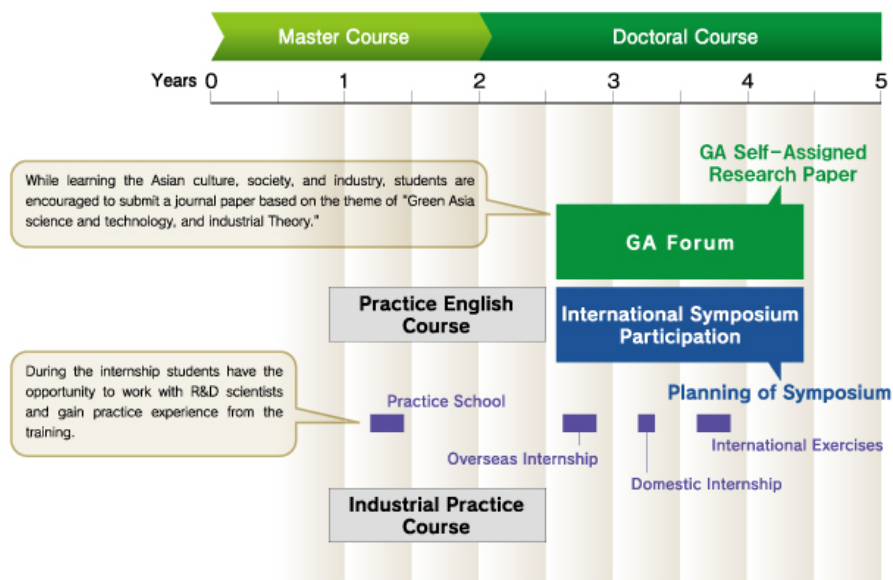 Master Course
Doctoral Course
Years 0 1 2 3 4 5
GA Self-Assigned
Research Paper
While learning the Asian culture, society, and industry, students are
encouraged to submit a journal paper based on the theme of "Green Asia
science and technology, and industrial Theory."
GA Forum
Practice English
Course
International Symposium
Participation
During the internship students have the
opportunity to work with R&D scientists
and gain practice experience from the
training.
Planning of Symposium
Practice School
Overseas Internship
International Exercises
Domestic Internship
Industrial Practice
Course